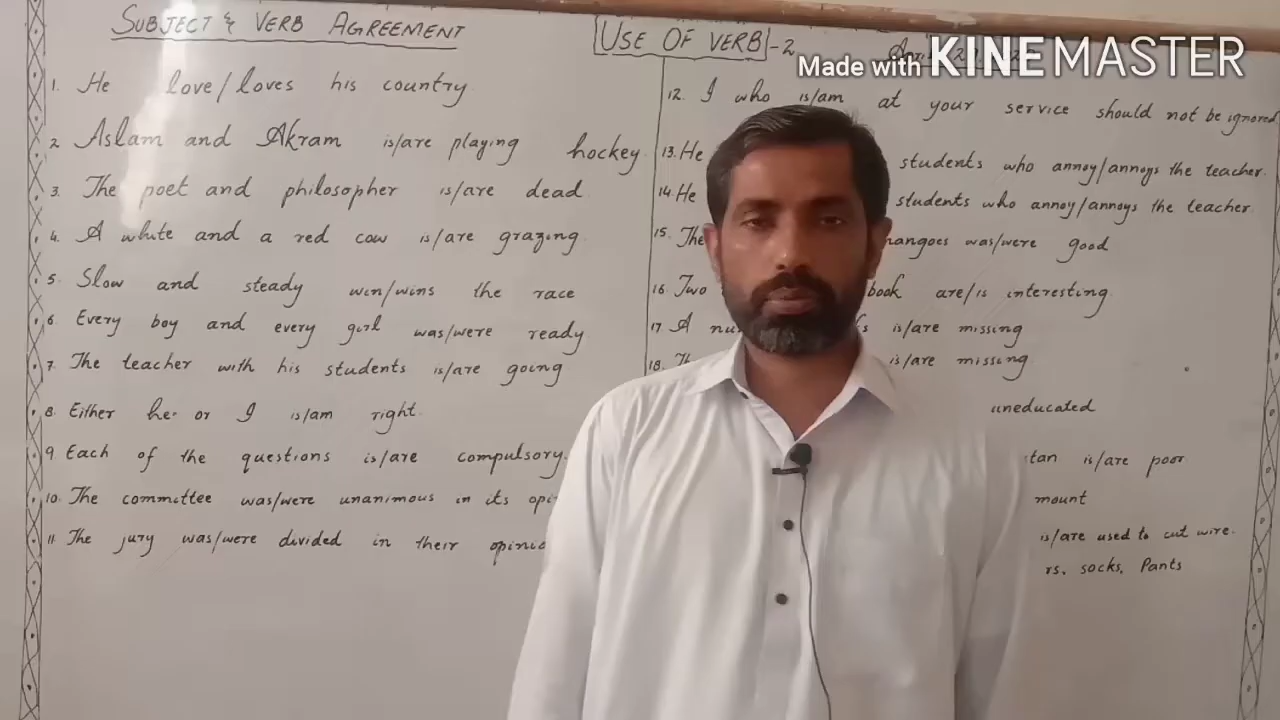 SUBJECT & VERB AGREEMENT
USE OF VERB -2
Made with KINEMASTER
1. He love/loves his country.
2 Aslam and Akram is/are playing hockey.
3. The poet and philosopher is/are dead.
4. A white and a red cow is/are grazing.
5. Slow and steady win/wins the race
6. Every boy and every girl was/were ready.
7. The teacher with his students is/are going
8. Either he or I is/am right.
9. Each of the questions is/are compulsory.
10. The committee was/were unanimous in its
11. The jury was/were divided in their
12. I who is/am at your service should not be ignored
13. He students who annoy/annoys the teacher.
14. He students who annoy/annoys the teacher.
15. The mangoes was/were good
16. Two book are/is interesting.
17. A is/are missing
18. is/are missing
uneducated
is/are poor
mount
is/are used to cut wire.
rs, socks, Pants